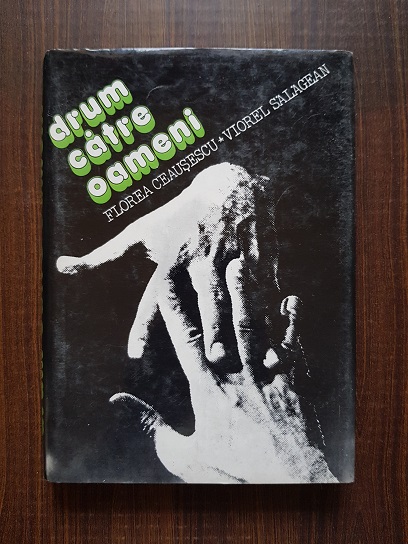 drum
către
oameni
FLOREA CEAUȘESCU ★ VIOREL SĂLĂGEAN